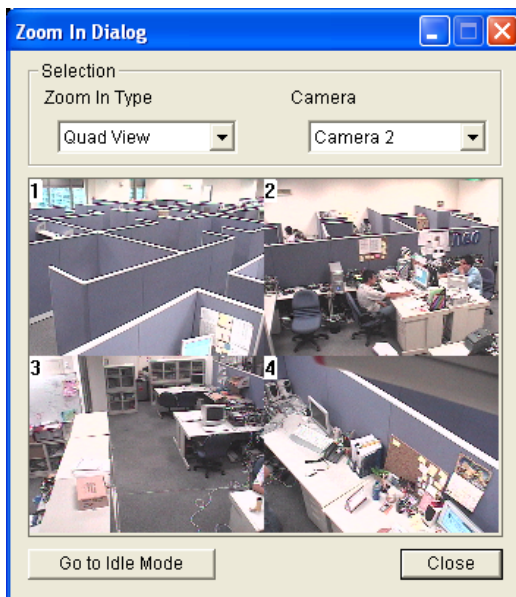 Zoom In Dialog
Selection
Zoom In Type
Camera
Quad View
Camera 2
1
2
3
4
Go to Idle Mode
Close